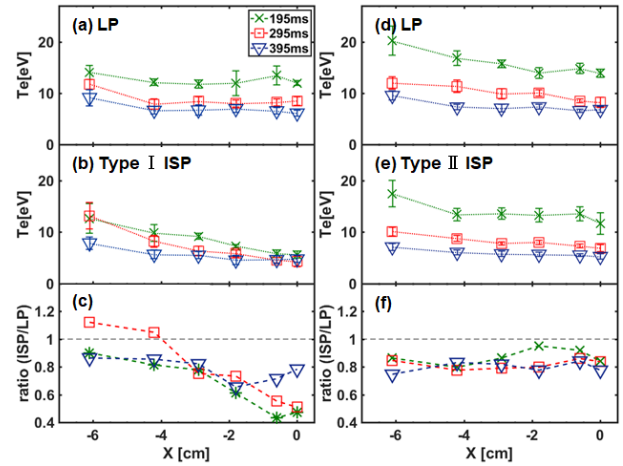 (a) LP
195ms
295ms
395ms
(d) LP
Te[eV]
20
10
0
Te[eV]
20
10
0
(b) Type Ⅰ ISP
(e) Type Ⅱ ISP
Te[eV]
20
10
0
Te[eV]
20
10
0
(c)
(f)
ratio (ISP/LP)
1.2
1
0.8
0.6
0.4
ratio (ISP/LP)
1.2
1
0.8
0.6
0.4
-6 -4 -2 0
-6 -4 -2 0
X [cm]
X [cm]